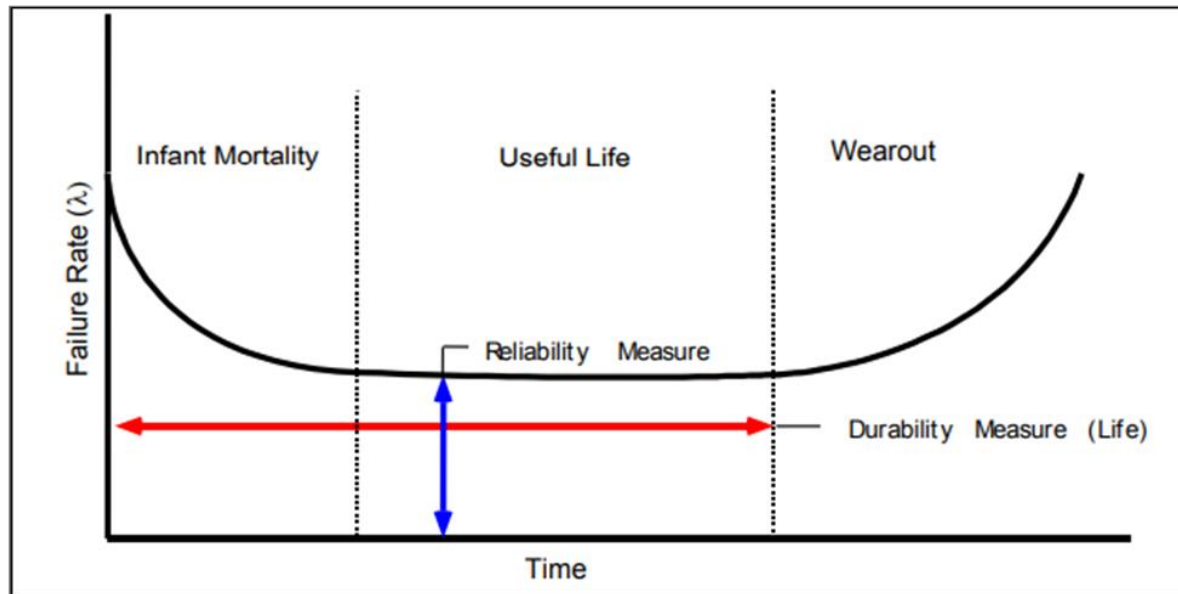 Infant Mortality
Useful Life
Wearout
Failure Rate (λ)
Reliability Measure
Durability Measure (Life)
Time